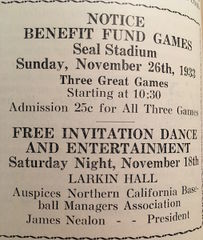 NOTICE
BENEFIT FUND GAMES
Seal Stadium
Sunday, November 26th, 1933
Three Great Games
Starting at 10:30
Admission 25c for All Three Games
FREE INVITATION DANCE
AND ENTERTAINMENT
Saturday Night, November 18th
LARKIN HALL
Auspices Northern California Base-
ball Managers Association
James Nealon - - President